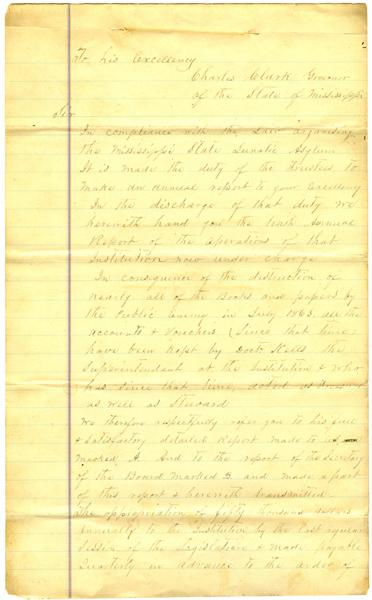 To his Excellency
Charles Clark Governor
of the State of Mississippi
Sir
In compliance with the Law organising
the Mississippi State Lunatic Asylum
It is made the duty of the trustees to
make an annual report to your Excellency
In the discharge of that duty we
herewith hand you the tenth Annual
Report of the operations of that
Institution now under charge
In consequence of the distruction of
nearly all of the Books and papers by
the Public Enemy in July 1863. all the
accounts & Vouchers (Since that time)
have been kept by Doct the
Superintendant at the Institution & who
has since that time, acted as
as well as Steward
We therefore respectfully refer you to his full
& satisfactory detailed Report made to us
marked A. And to the report of the Secretary
of the Board marked B. and made a part
of this report & herewith transmitted
The appropriation of fifty thousand dollars
annually to the Institution by the last regular
Session of the Legislature & made payable
Quarterly in advance to the order of